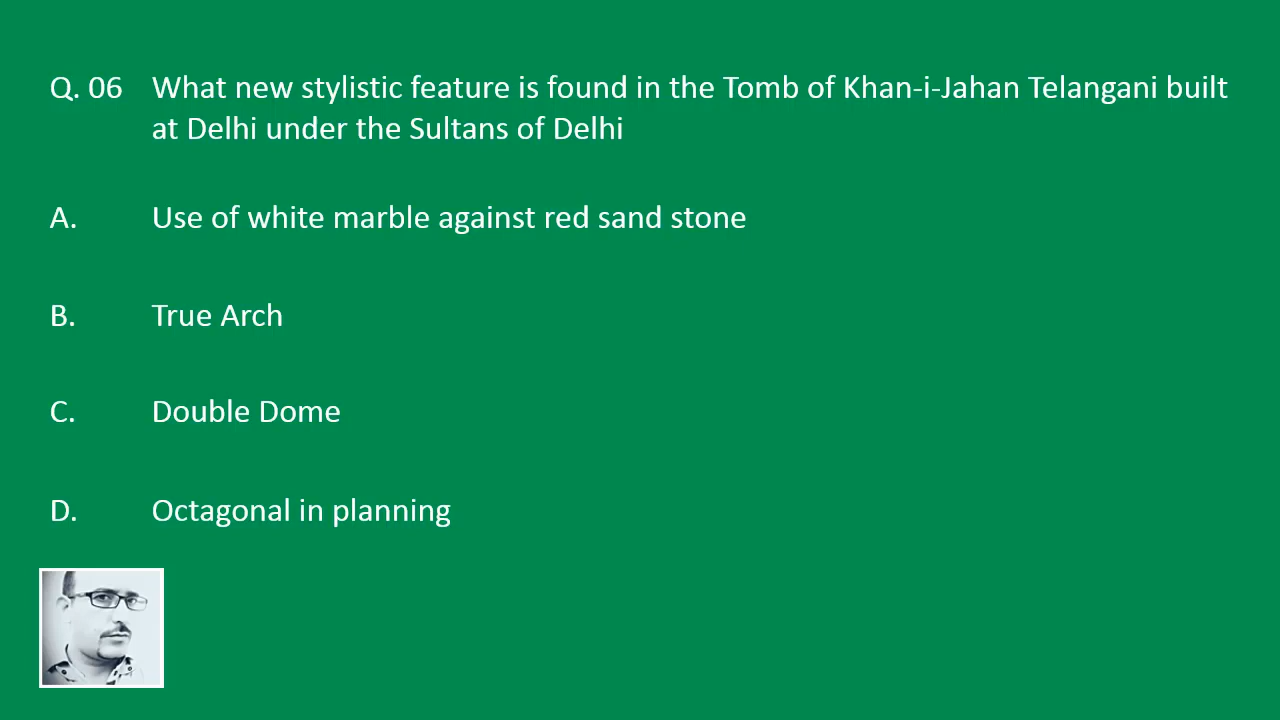 Q. 06 What new stylistic feature is found in the Tomb of Khan-i-Jahan Telangani built
at Delhi under the Sultans of Delhi
A. Use of white marble against red sand stone
B. True Arch
C. Double Dome
D. Octagonal in planning